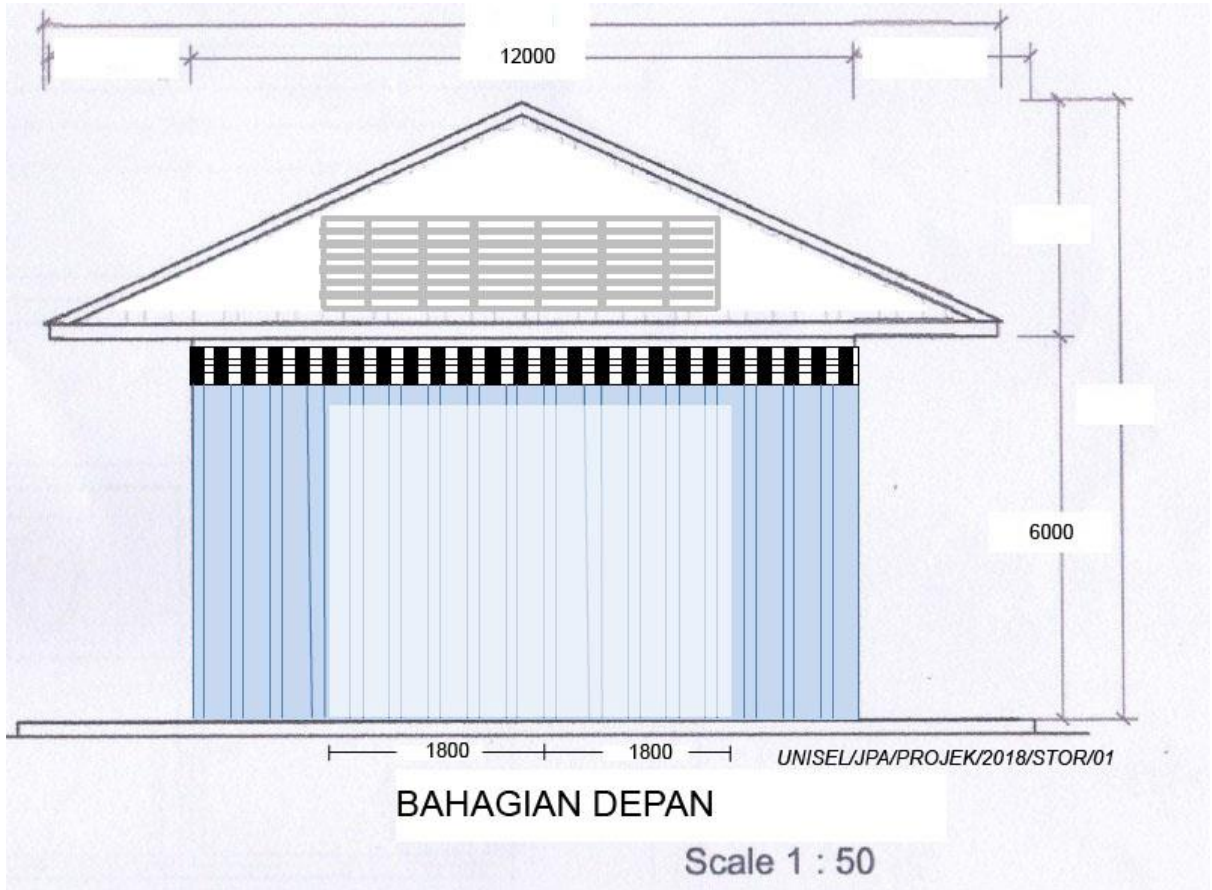 12000
6000
1800 1800
UNISEL/JPA/PROJEK/2018/STOR/01
BAHAGIAN DEPAN
Scale 1 : 50